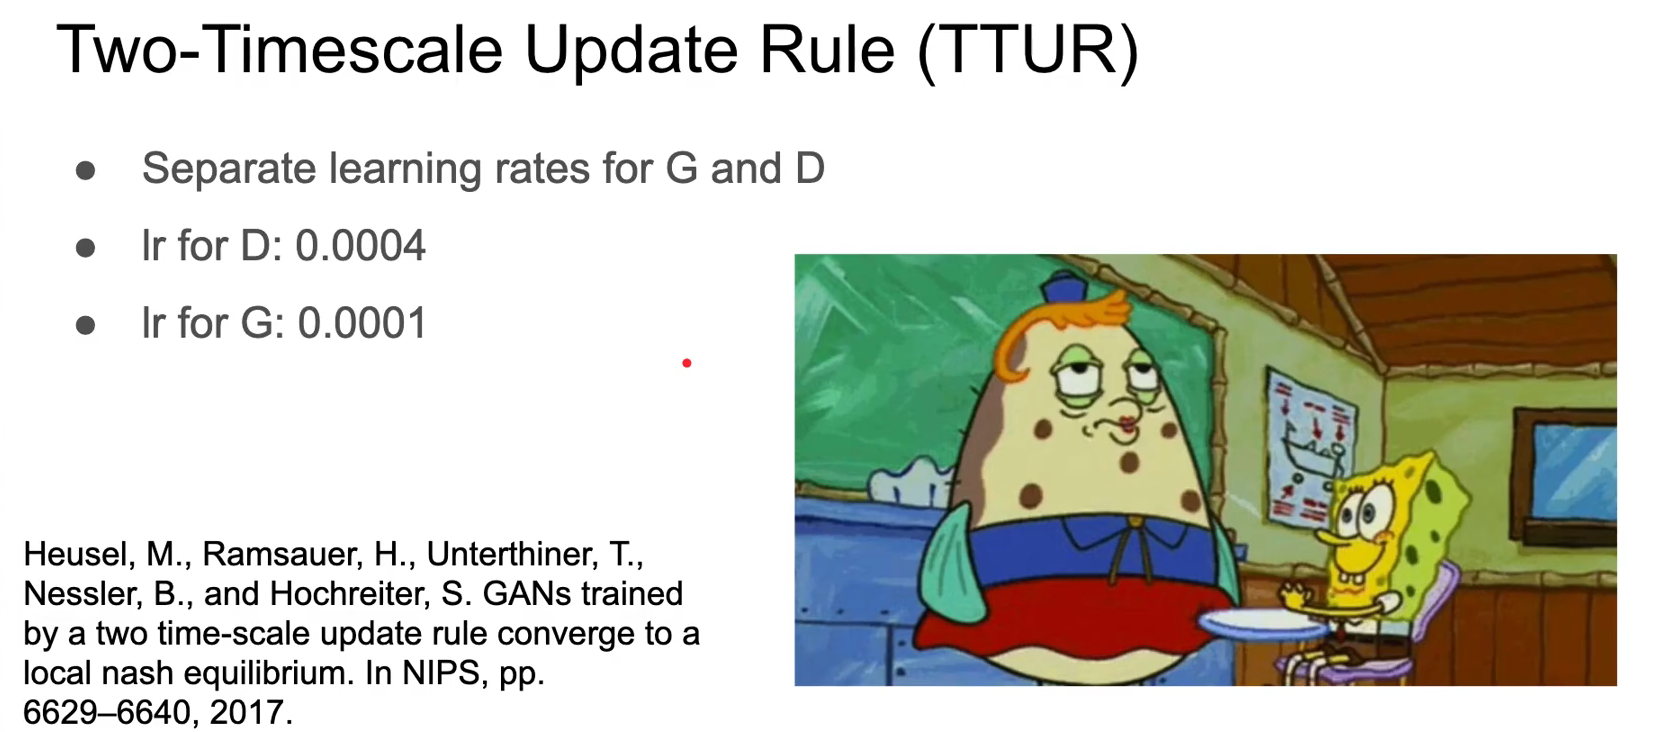 Two-Timescale Update Rule (TTUR)
● Separate learning rates for G and D
● lr for D: 0.0004
● lr for G: 0.0001
Heusel, M., Ramsauer, H., Unterthiner, T.,
Nessler, B., and Hochreiter, S. GANs trained
by a two time-scale update rule converge to a
local nash equilibrium. In NIPS, pp.
6629–6640, 2017.